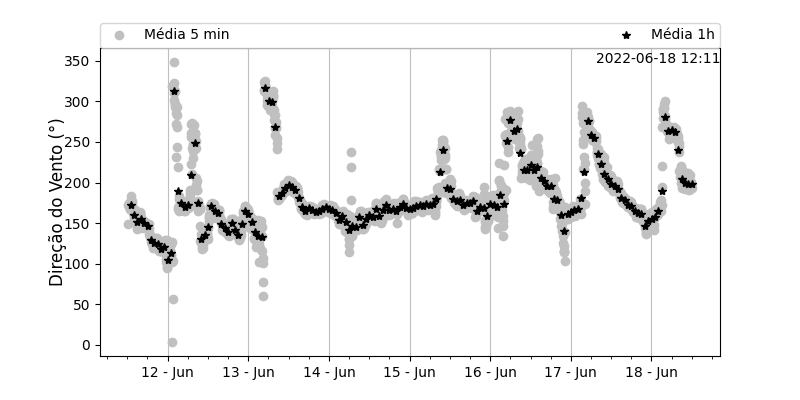 Média 5 min
Média 1h
2022-06-18 12:11
Direção do Vento (°)
350
300
250
200
150
100
50
0
12 - Jun
13 - Jun
14 - Jun
15 - Jun
16 - Jun
17 - Jun
18 - Jun